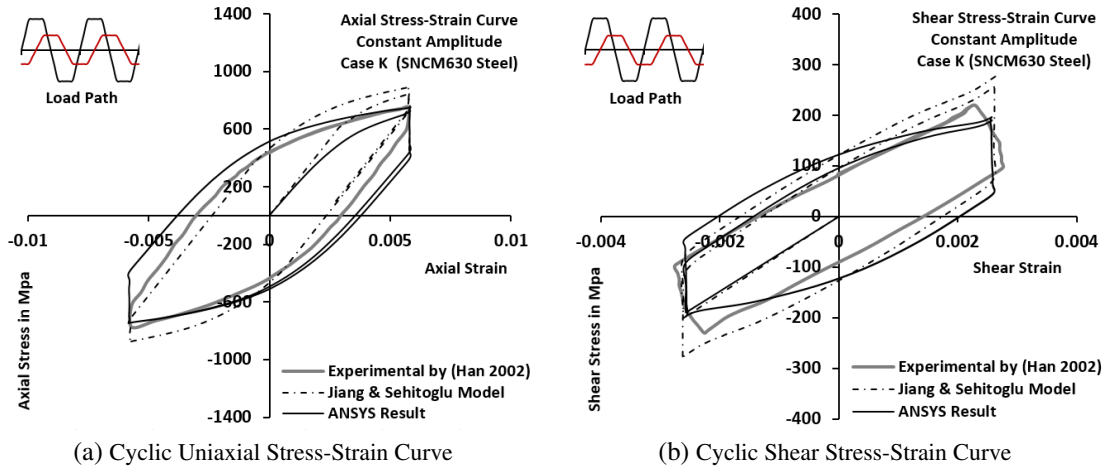 1400
1000
600
200
-200
-600
-1000
-1400
-0.01
-0.005
0
0.005
0.01
Load Path
Axial Stress-Strain Curve
Constant Amplitude
Case K (SNCM630 Steel)
Axial Strain
Axial Stress in Mpa
Experimental by (Han 2002)
Jiang & Sehitoglu Model
ANSYS Result
(a) Cyclic Uniaxial Stress-Strain Curve
400
300
200
100
0
-100
-200
-300
-400
-0.004
-0.002
0
0.002
0.004
Load Path
Shear Stress-Strain Curve
Constant Amplitude
Case K (SNCM630 Steel)
Shear Strain
Shear Stress in Mpa
Experimental by (Han 2002)
Jiang & Sehitoglu Model
ANSYS Result
(b) Cyclic Shear Stress-Strain Curve